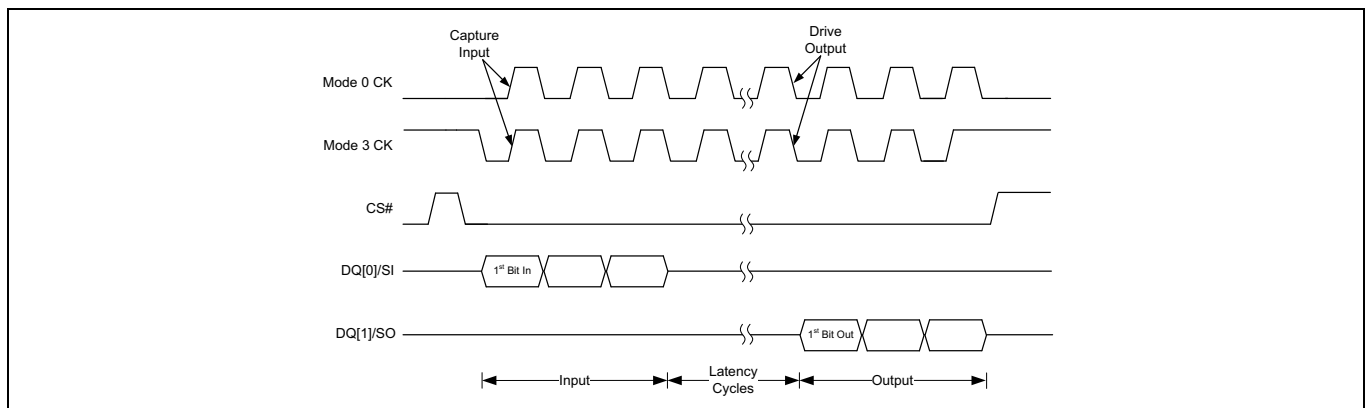 Capture
Input
Drive
Output
Mode 0 CK
Mode 3 CK
CS#
DQ[0]/SI
1st Bit In
DQ[1]/SO
1st Bit Out
Input
Latency
Cycles
Output